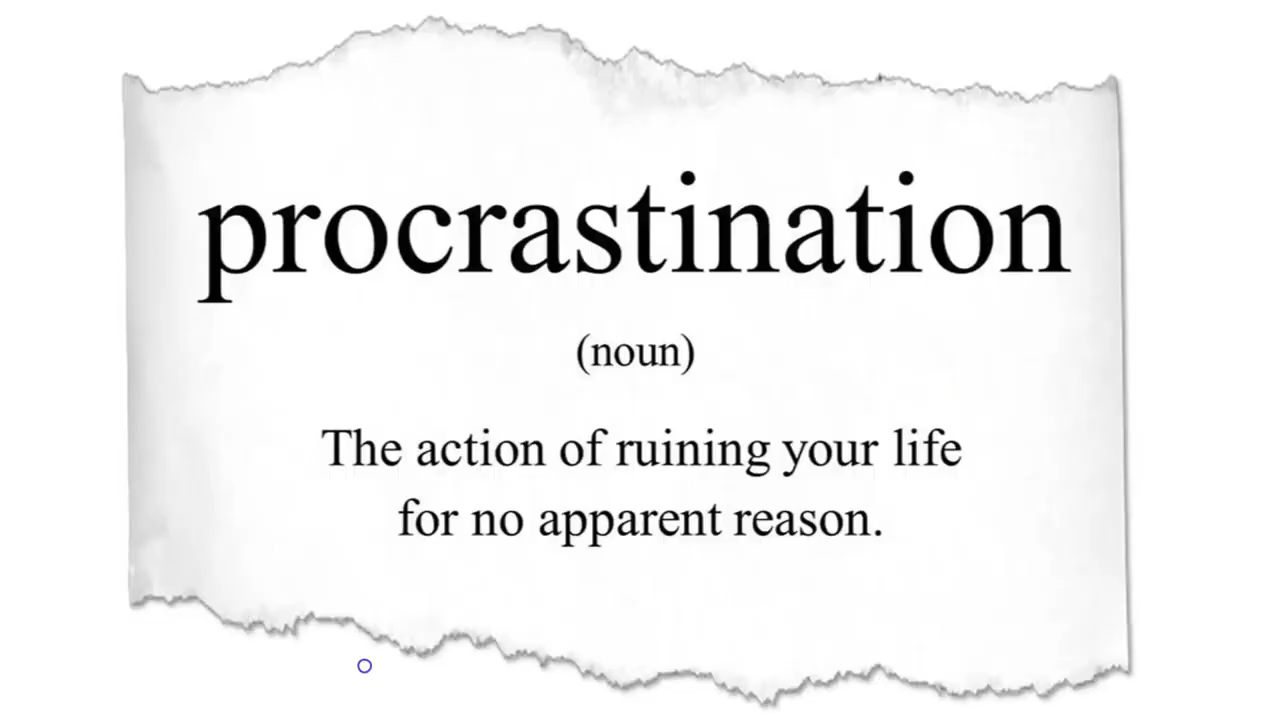 procrastination
(noun)
The action of ruining your life
for no apparent reason.